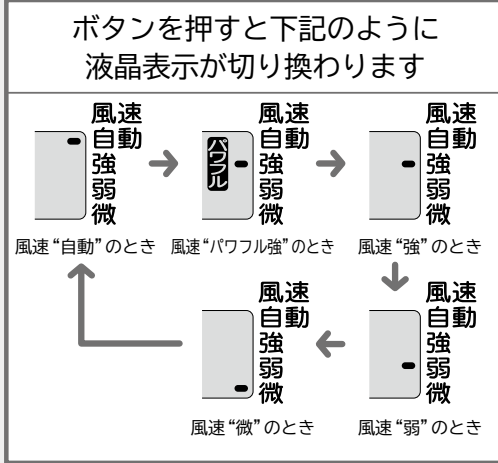 ボタンを押すと下記のように
液晶表示が切り換わります
風速
自動
強
弱
微
風速“自動”のとき
パワフル
風速
自動
強
弱
微
風速“パワフル強”のとき
風速
自動
強
弱
微
風速“強”のとき
風速
自動
強
弱
微
風速“弱”のとき
風速
自動
強
弱
微
風速“微”のとき